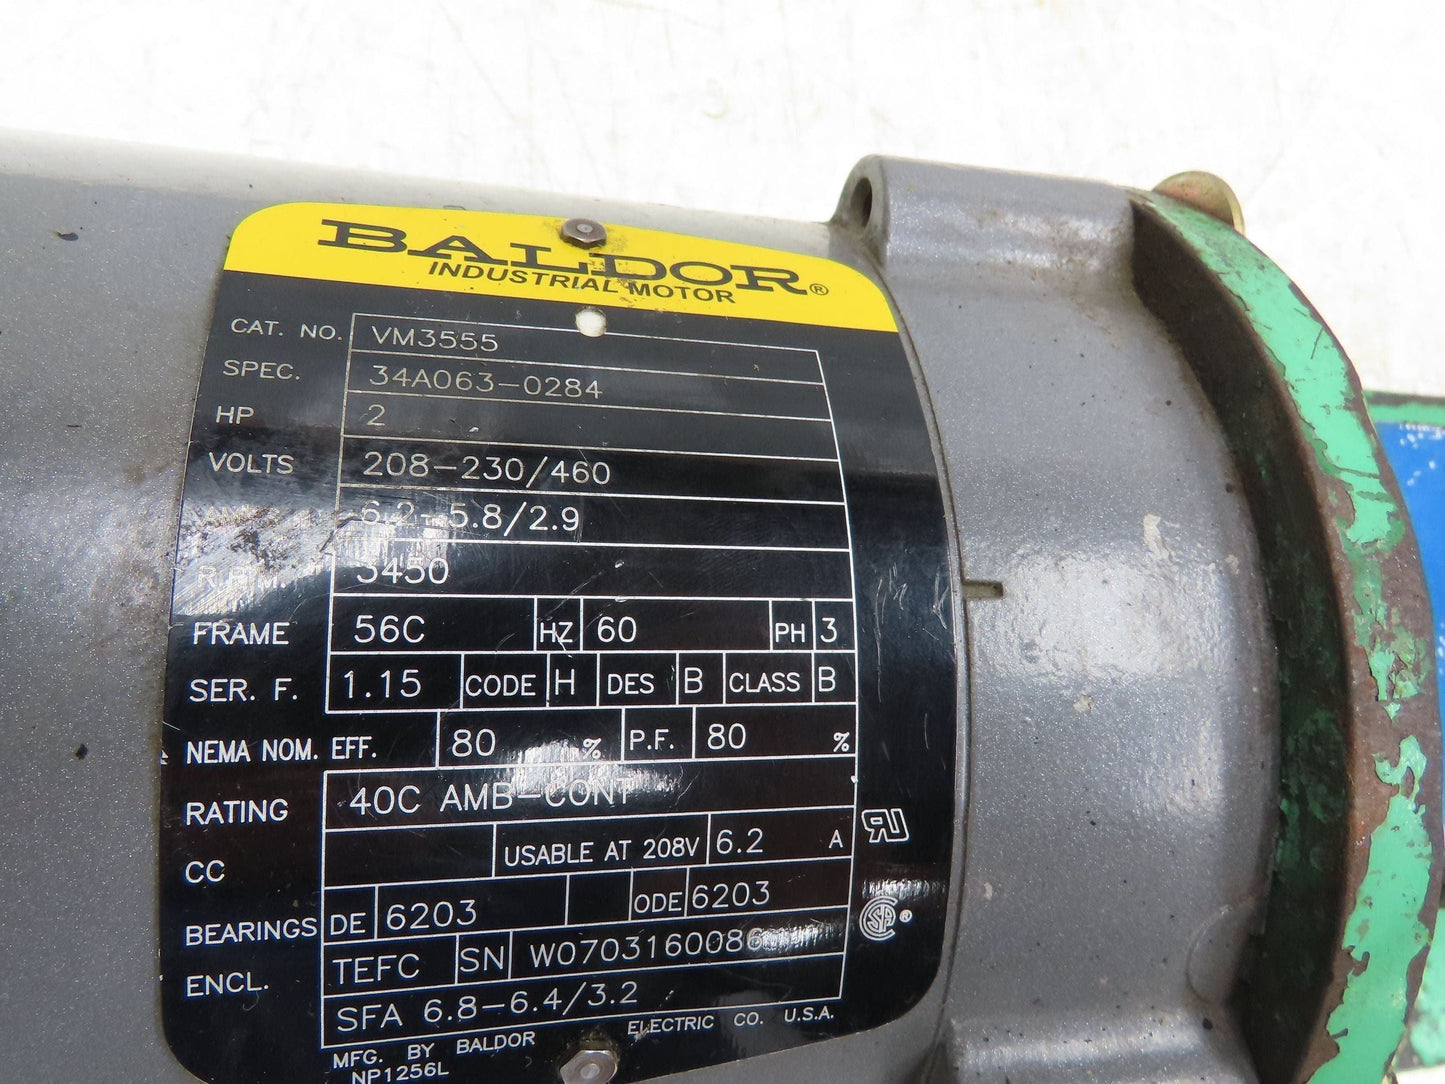 BALDOR®
INDUSTRIAL MOTOR
CAT. NO. VM3555
SPEC. 34A063-0284
HP 2
VOLTS 208-230/460
6.2-5.8/2.9
R.P.M. 3450
FRAME 56C HZ 60 PH 3
SER. F. 1.15 CODE H DES B CLASS B
NEMA NOM. EFF. 80 % P.F. 80 %
RATING 40C AMB-CONT
CC USABLE AT 208V 6.2 A
BEARINGS DE 6203 ODE 6203
ENCL. TEFC SN W0703160086
SFA 6.8-6.4/3.2
MFG. BY BALDOR ELECTRIC CO. U.S.A.
NP1256L